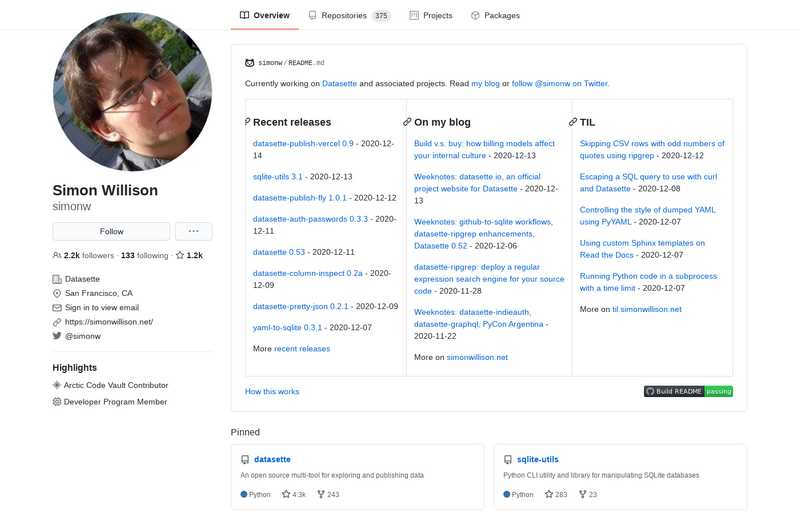 Overview
Repositories 375
Projects
Packages
Simon Willison
simonw
Follow
...
2.2k followers · 133 following · 1.2k
Datasette
San Francisco, CA
Sign in to view email
https://simonwillison.net/
@simonw
Highlights
Arctic Code Vault Contributor
Developer Program Member
simonw/README.md
Currently working on Datasette and associated projects. Read my blog or follow @simonw on Twitter.
Recent releases
datasette-publish-vercel 0.9 - 2020-12-
14
sqlite-utils 3.1 - 2020-12-13
datasette-publish-fly 1.0.1 - 2020-12-12
datasette-auth-passwords 0.3.3 - 2020-
12-11
datasette 0.53 - 2020-12-11
datasette-column-inspect 0.2a - 2020-
12-09
datasette-pretty-json 0.2.1 - 2020-12-09
yaml-to-sqlite 0.3.1 - 2020-12-07
More recent releases
On my blog
Build v.s. buy: how billing models affect
your internal culture - 2020-12-13
Weeknotes: datasette.io, an official
project website for Datasette - 2020-12-
13
Weeknotes: github-to-sqlite workflows,
datasette-ripgrep enhancements,
Datasette 0.52 - 2020-12-06
datasette-ripgrep: deploy a regular
expression search engine for your source
code - 2020-11-28
Weeknotes: datasette-indieauth,
datasette-graphql, PyCon Argentina -
2020-11-22
More on simonwillison.net
TIL
Skipping CSV rows with odd numbers of
quotes using ripgrep - 2020-12-12
Escaping a SQL query to use with curl
and Datasette - 2020-12-08
Controlling the style of dumped YAML
using PyYAML - 2020-12-07
Using custom Sphinx templates on
Read the Docs - 2020-12-07
Running Python code in a subprocess
with a time limit - 2020-12-07
More on til.simonwillison.net
How this works
Build README passing
Pinned
datasette
An open source multi-tool for exploring and publishing data
Python 4.3k 243
sqlite-utils
Python CLI utility and library for manipulating SQLite databases
Python 283 23